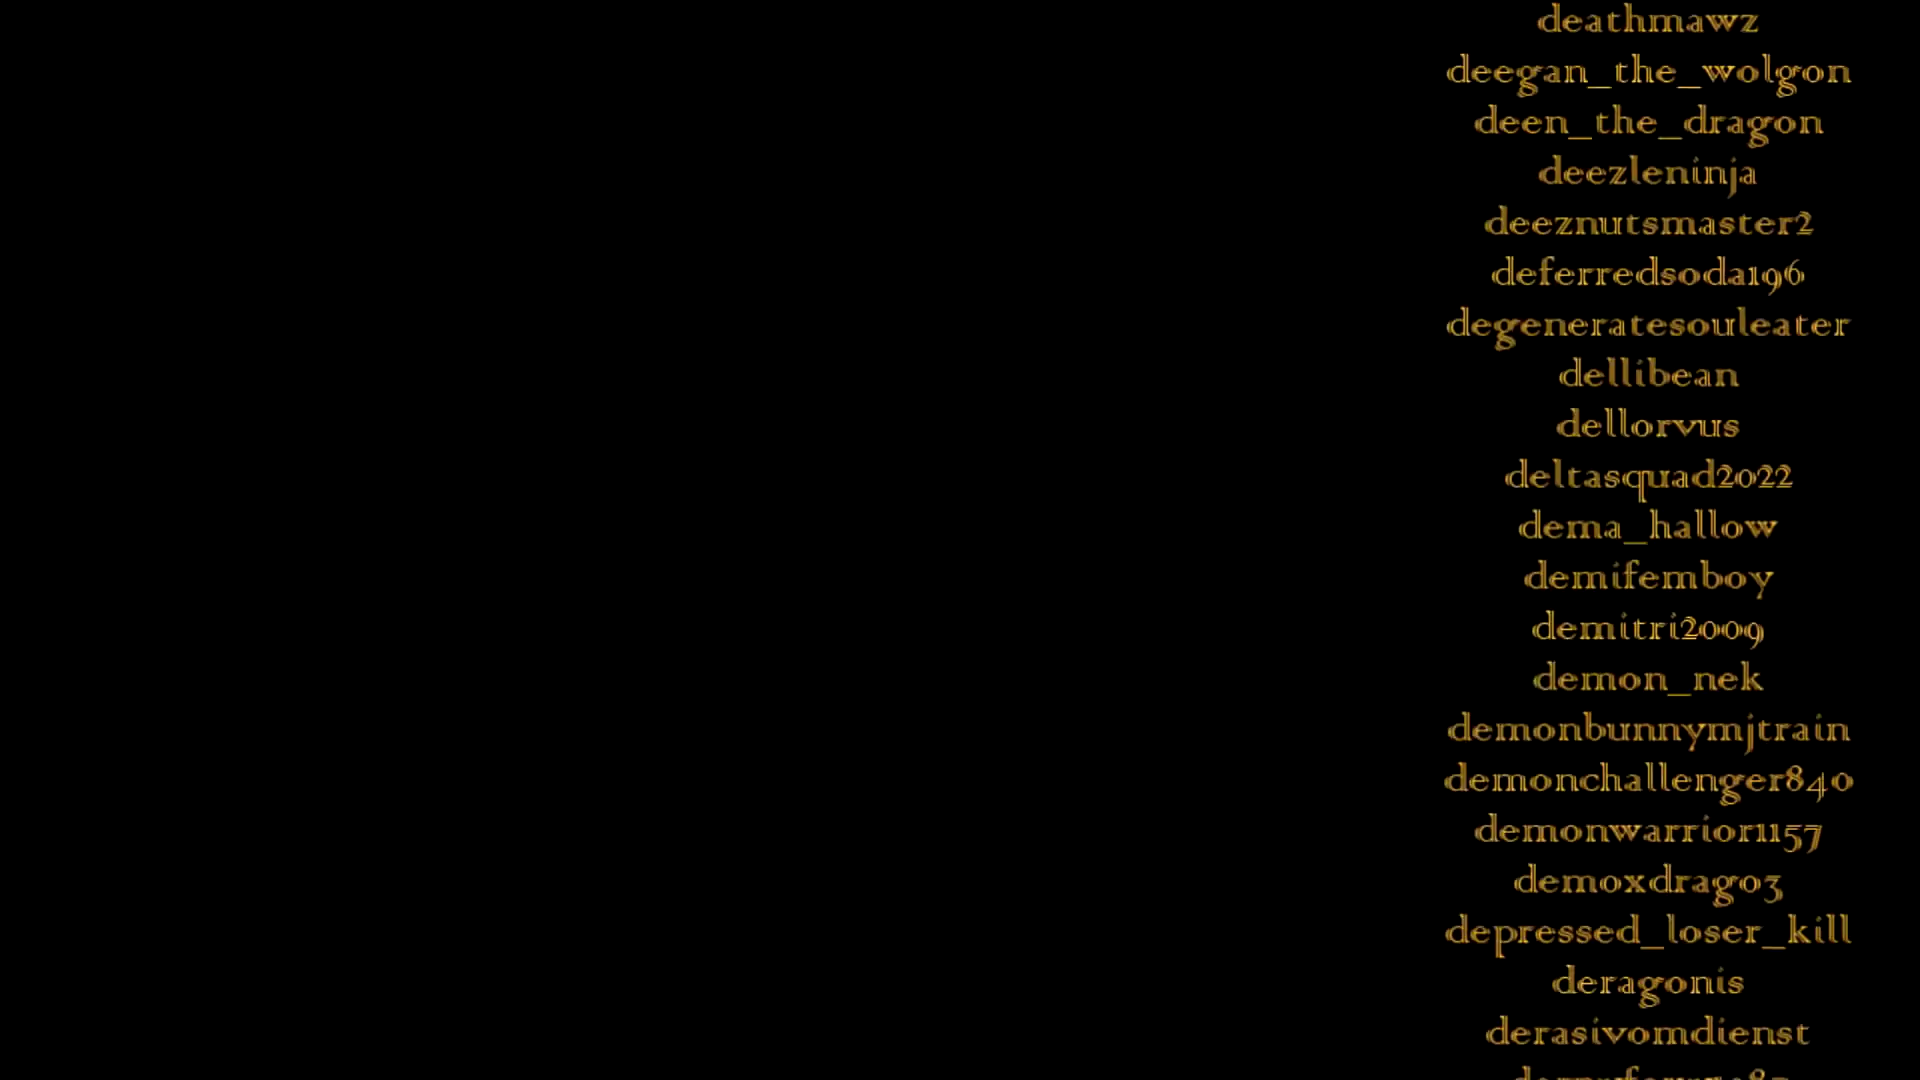 deathmawz
deegan_the_wolgon
deen_the_dragon
deezleninja
deeznutsmaster2
deferredsoda196
degeneratesouleater
dellibean
dellorvus
deltasquad2022
dema_hallow
demifemboy
demitri2009
demon_nek
demonbunnymjtrain
demonchallenger840
demonwarrior1157
demoxdrago3
depressed_loser_kill
deragonis
derasivomdienst